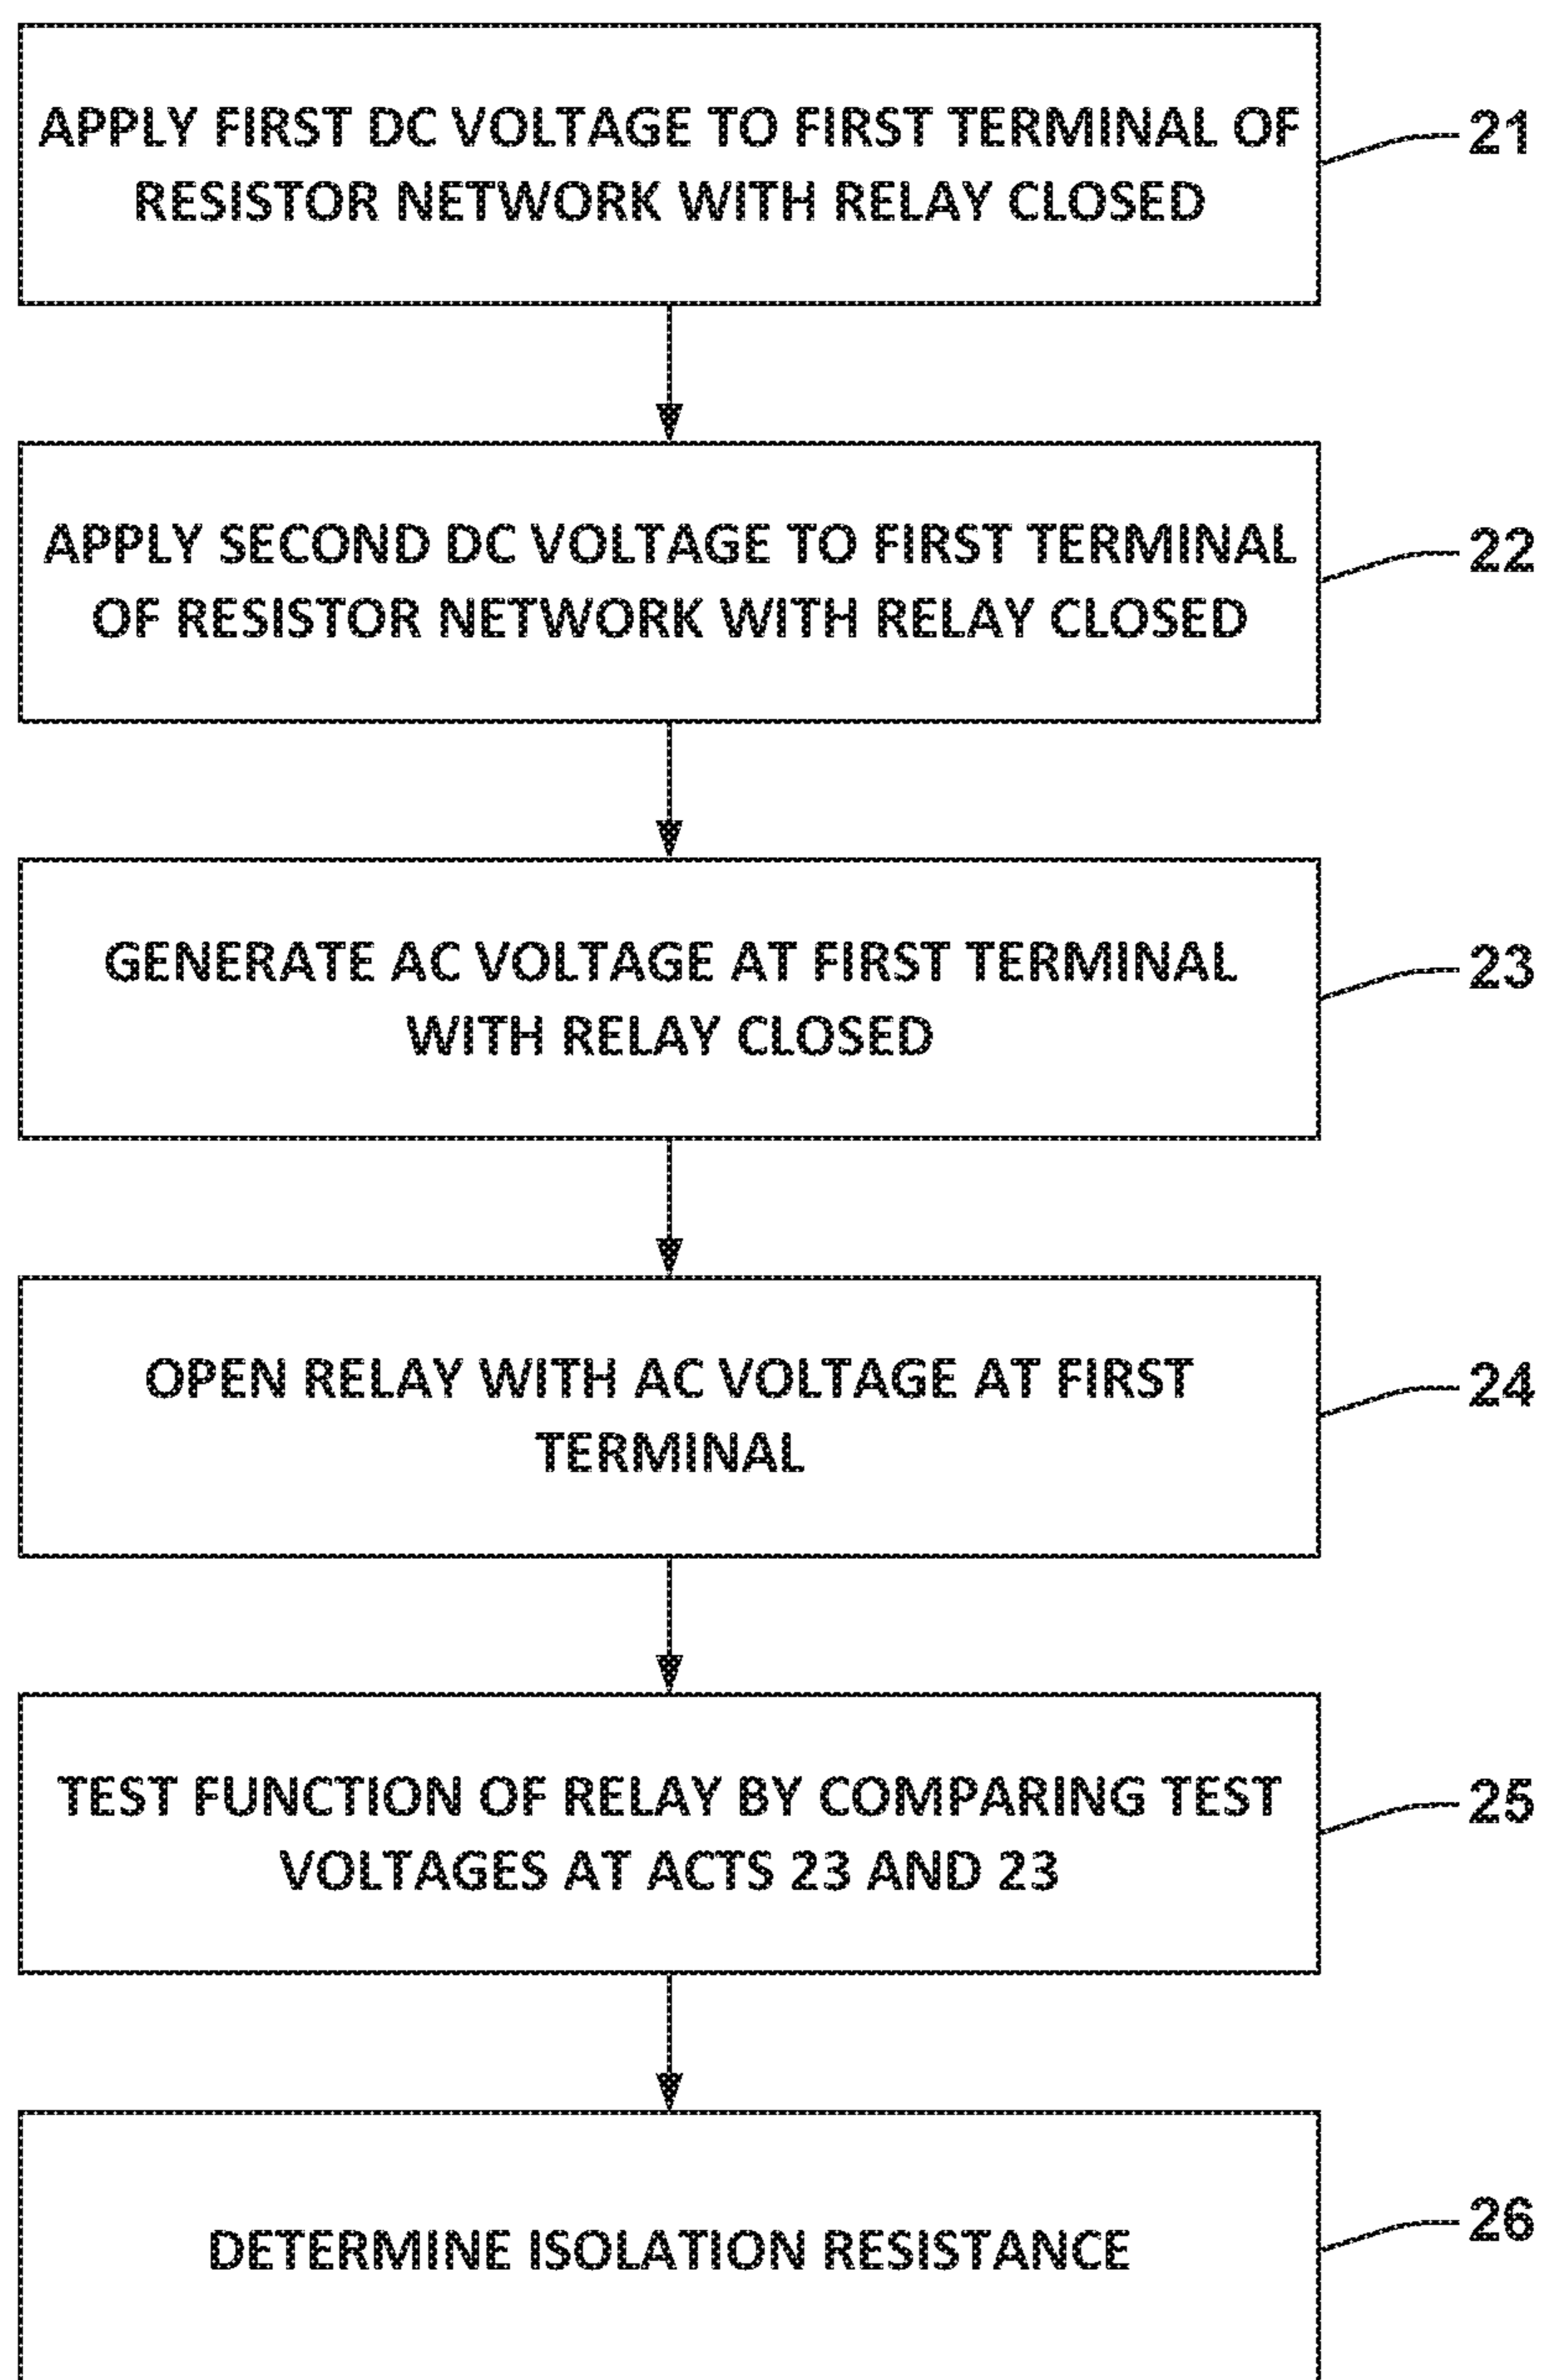 APPLY FIRST DC VOLTAGE TO FIRST TERMINAL OF
RESISTOR NETWORK WITH RELAY CLOSED
21
APPLY SECOND DC VOLTAGE TO FIRST TERMINAL
OF RESISTOR NETWORK WITH RELAY CLOSED
22
GENERATE AC VOLTAGE AT FIRST TERMINAL
WITH RELAY CLOSED
23
OPEN RELAY WITH AC VOLTAGE AT FIRST
TERMINAL
24
TEST FUNCTION OF RELAY BY COMPARING TEST
VOLTAGES AT ACTS 23 AND 23
25
DETERMINE ISOLATION RESISTANCE
26